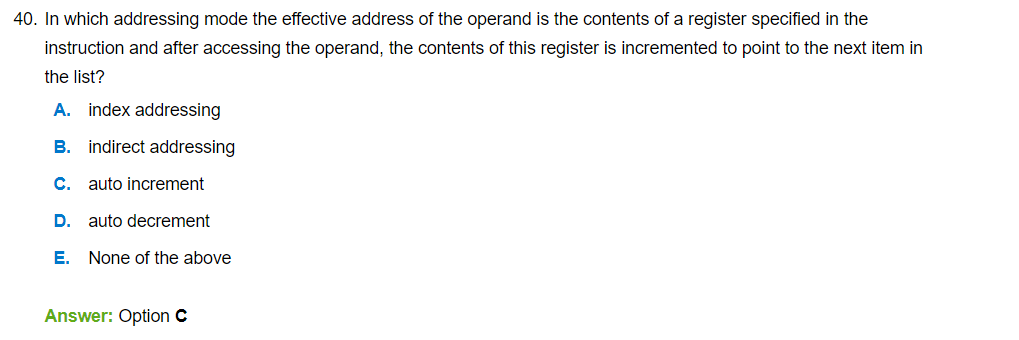 40. In which addressing mode the effective address of the operand is the contents of a register specified in the
instruction and after accessing the operand, the contents of this register is incremented to point to the next item in
the list?
A. index addressing
B. indirect addressing
C. auto increment
D. auto decrement
E. None of the above
Answer: Option C